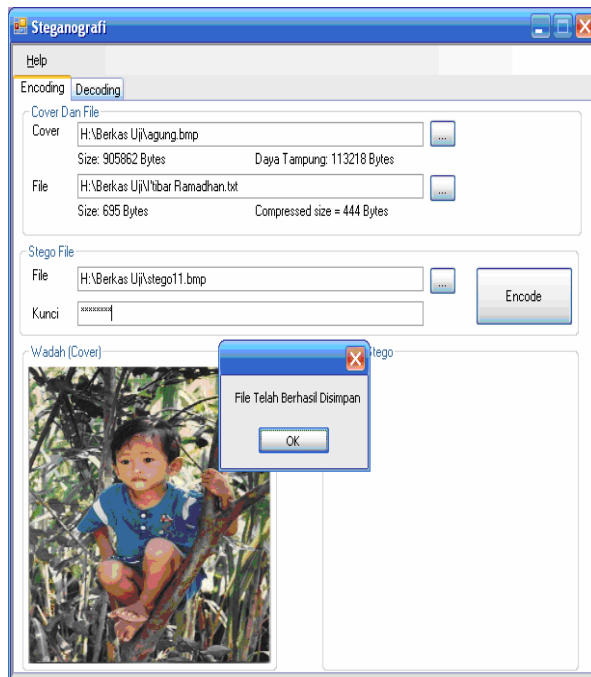 Steganografi
Help
Encoding Decoding
Cover Dan File
Cover H:\Berkas Uji\agung.bmp ...
Size: 905862 Bytes Daya Tampung: 113218 Bytes
File H:\Berkas Uji\I'tibar Ramadhan.txt ...
Size: 695 Bytes Compressed size = 444 Bytes
Stego File
File H:\Berkas Uji\stego11.bmp ...
Encode
Kunci ××××××××
Wadah (Cover) Stego
File Telah Berhasil Disimpan
OK